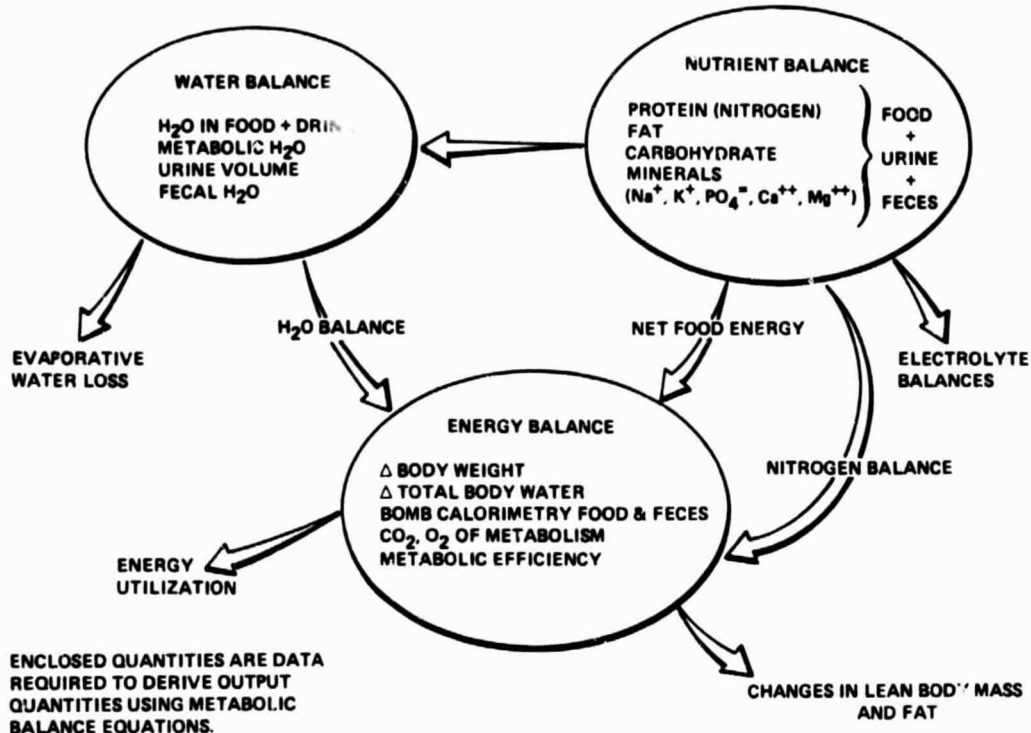 WATER BALANCE
H₂O IN FOOD + DRIN
METABOLIC H₂O
URINE VOLUME
FECAL H₂O
NUTRIENT BALANCE
PROTEIN (NITROGEN)
FAT
CARBOHYDRATE
MINERALS
(Na⁺, K⁺, PO₄⁼, Ca⁺⁺, Mg⁺⁺)
FOOD
+
URINE
+
FECES
EVAPORATIVE
WATER LOSS
H₂O BALANCE
NET FOOD ENERGY
ELECTROLYTE
BALANCES
ENERGY BALANCE
Δ BODY WEIGHT
Δ TOTAL BODY WATER
BOMB CALORIMETRY FOOD & FECES
CO₂, O₂ OF METABOLISM
METABOLIC EFFICIENCY
NITROGEN BALANCE
ENERGY
UTILIZATION
ENCLOSED QUANTITIES ARE DATA
REQUIRED TO DERIVE OUTPUT
QUANTITIES USING METABOLIC
BALANCE EQUATIONS.
CHANGES IN LEAN BODY MASS
AND FAT